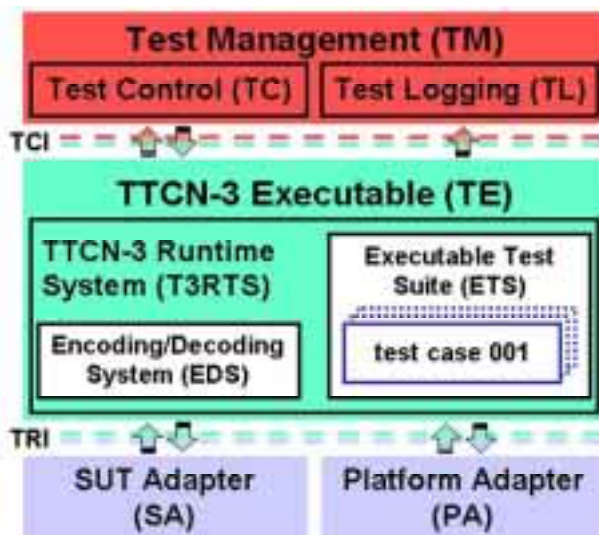 Test Management (TM)
Test Control (TC)
Test Logging (TL)
TCI
TTCN-3 Executable (TE)
TTCN-3 Runtime
System (T3RTS)
Encoding/Decoding
System (EDS)
Executable Test
Suite (ETS)
test case 001
TRI
SUT Adapter
(SA)
Platform Adapter
(PA)